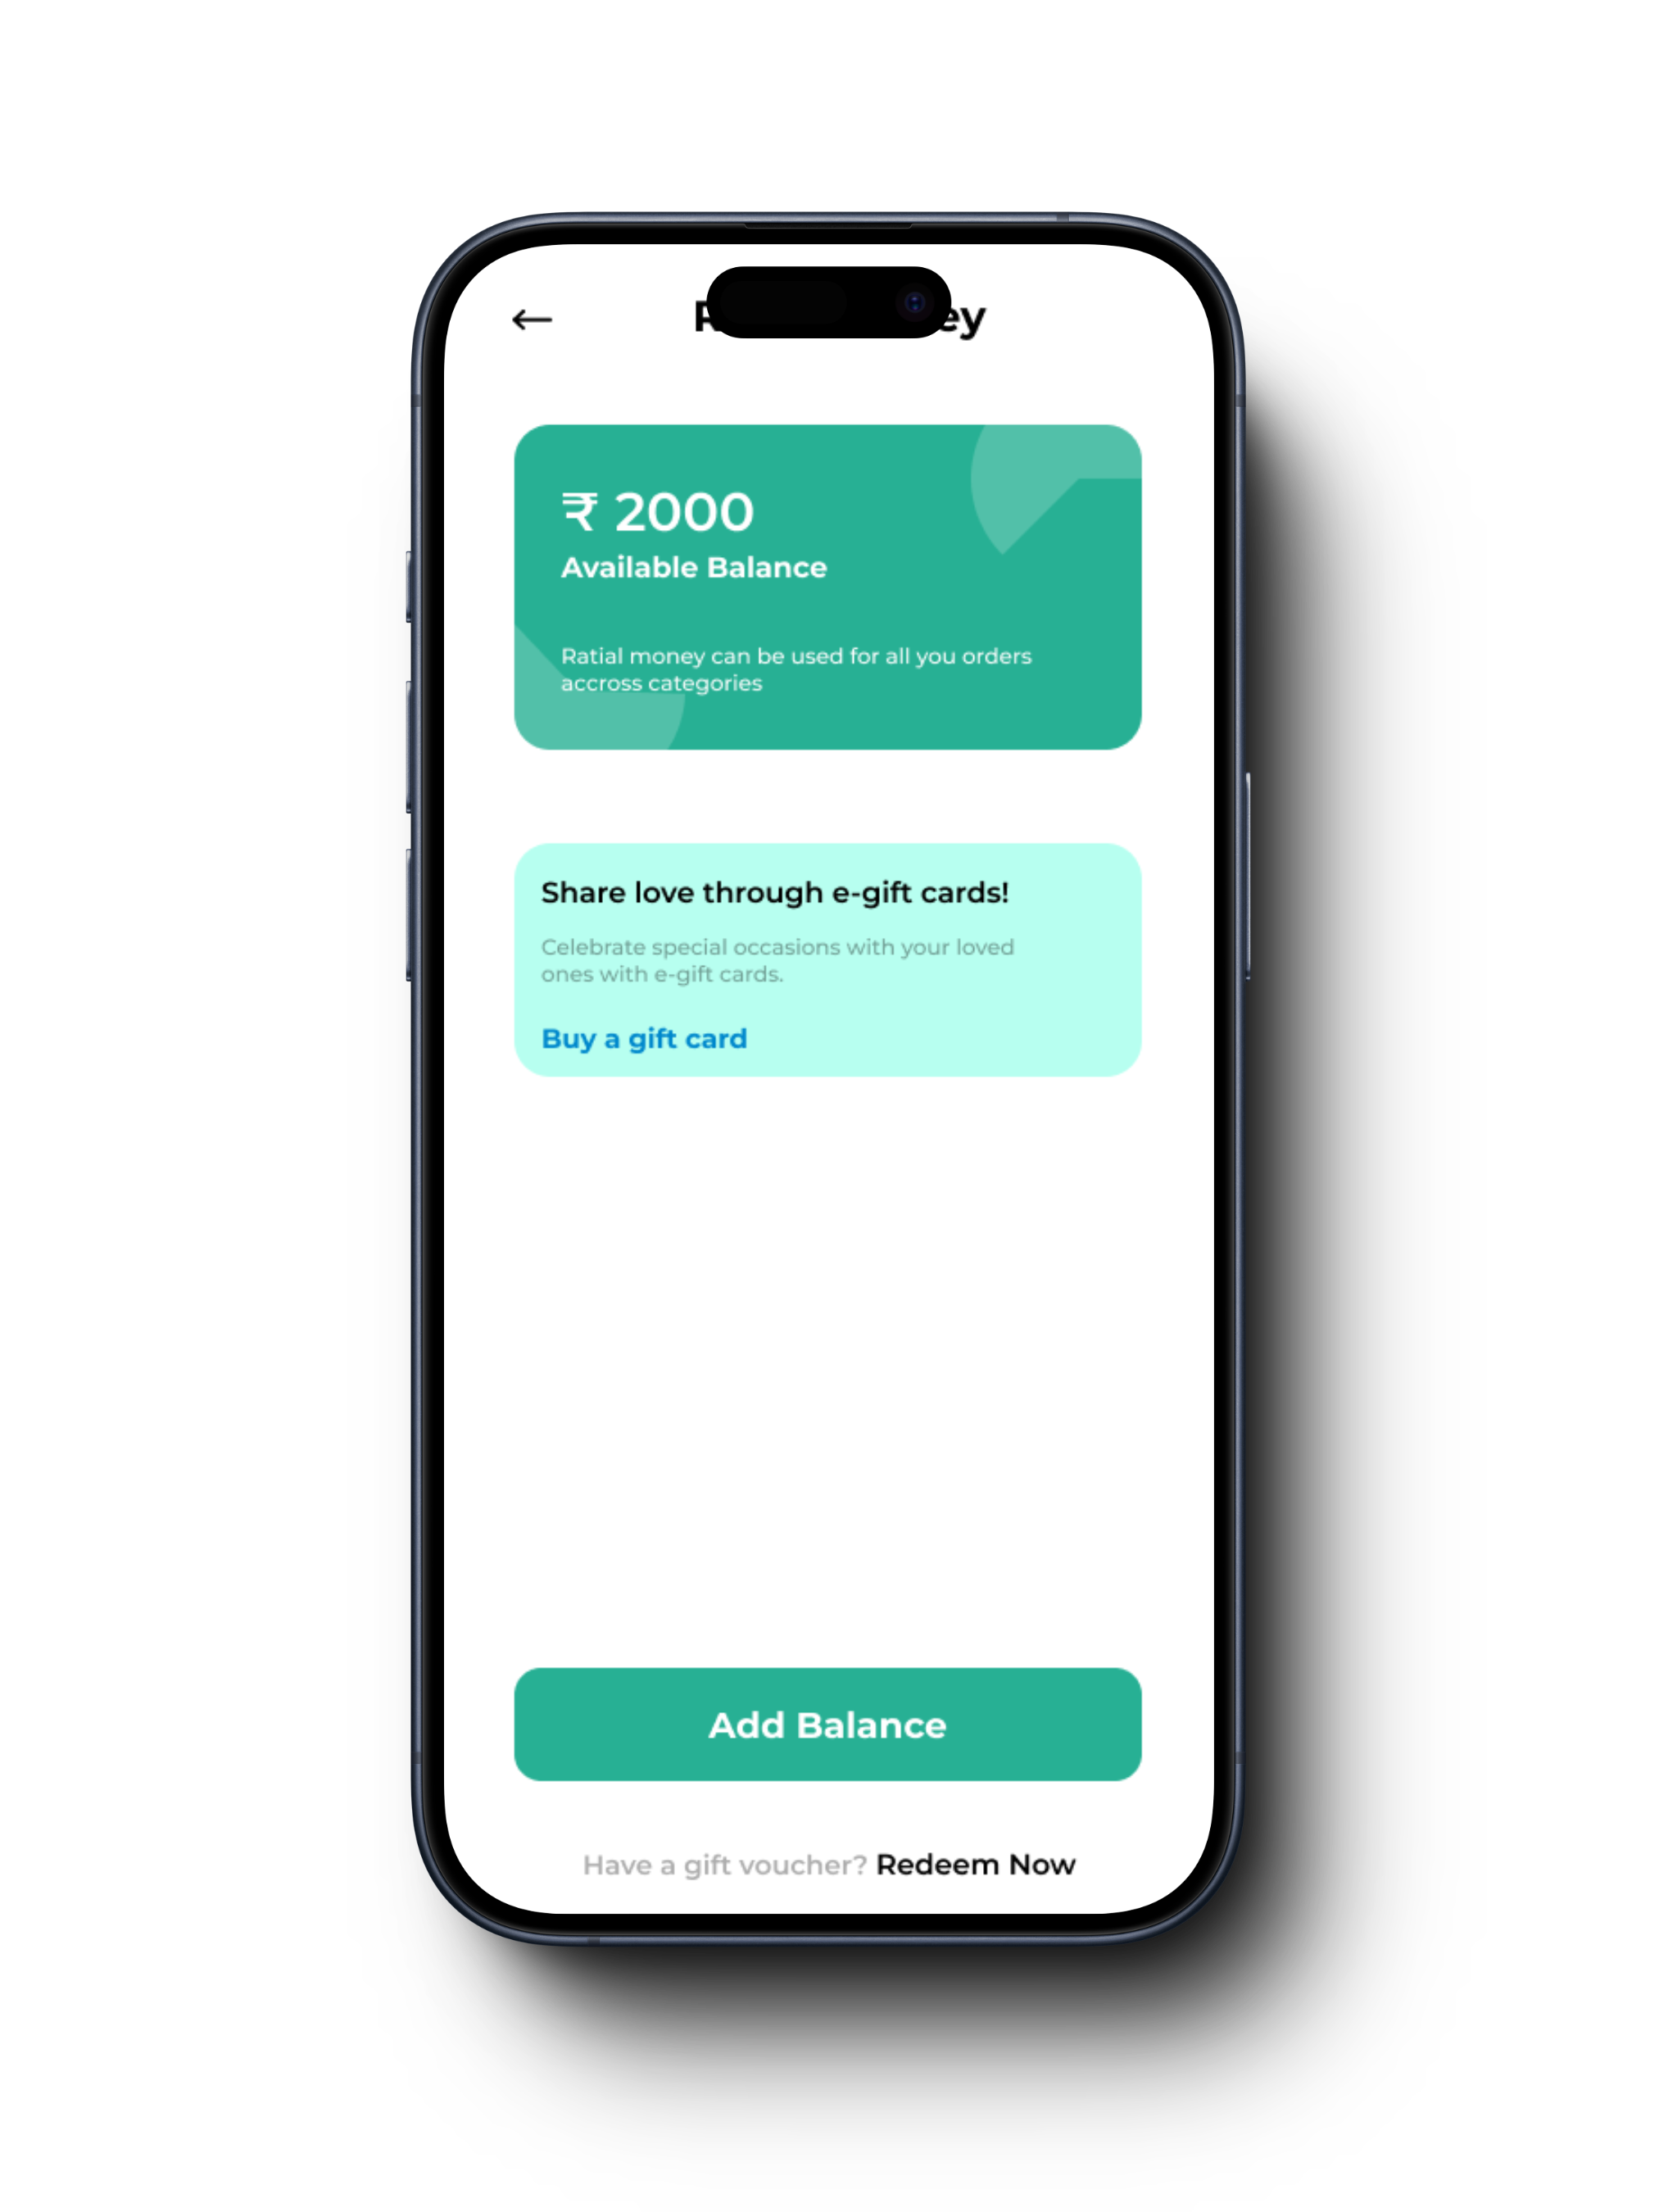 ₹ 2000
Available Balance
Ratial money can be used for all you orders
accross categories
Share love through e-gift cards!
Celebrate special occasions with your loved
ones with e-gift cards.
Buy a gift card
Add Balance
Have a gift voucher? Redeem Now